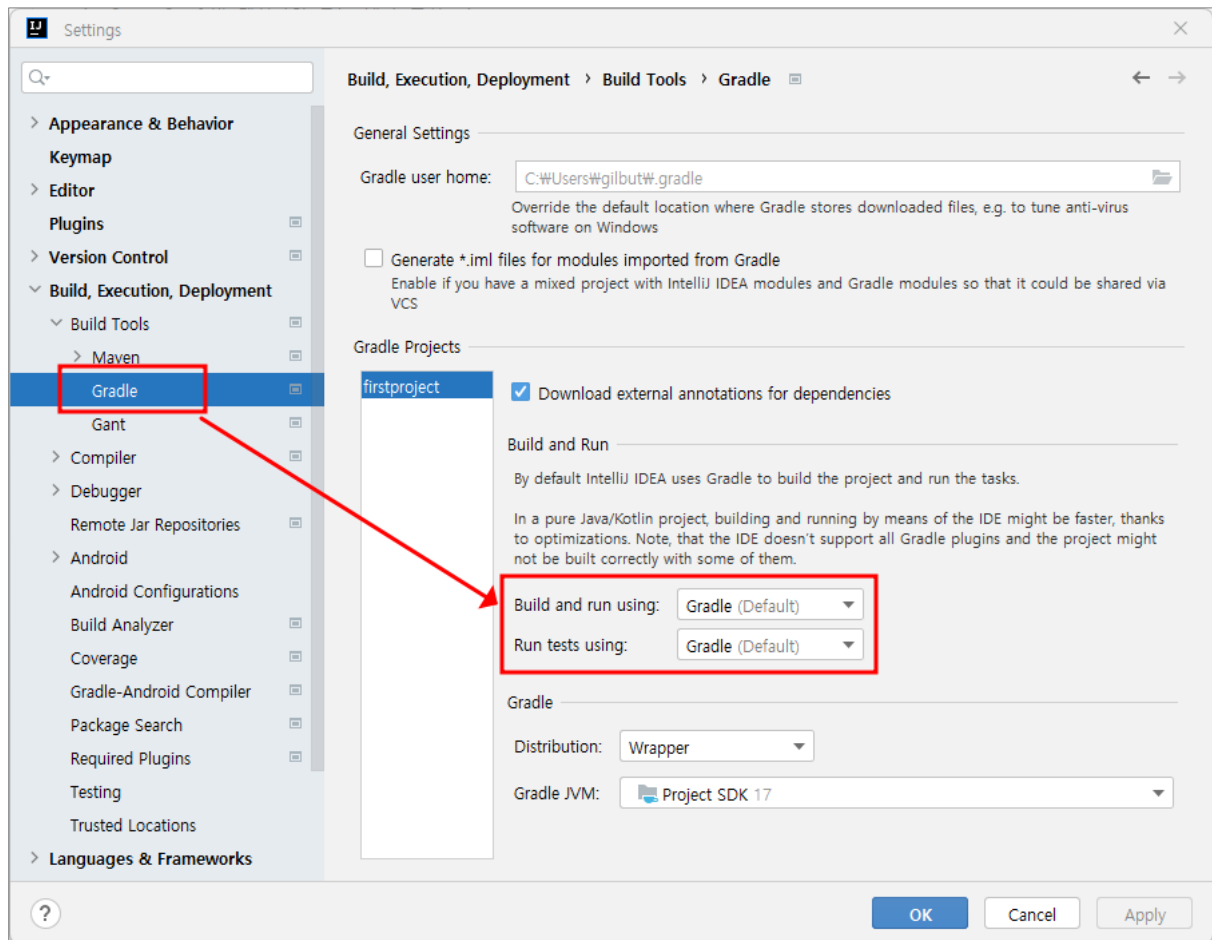 Settings
Appearance & Behavior
Keymap
Editor
Plugins
Version Control
Build, Execution, Deployment
Build Tools
Maven
Gradle
Gant
Compiler
Debugger
Remote Jar Repositories
Android
Android Configurations
Build Analyzer
Coverage
Gradle-Android Compiler
Package Search
Required Plugins
Testing
Trusted Locations
Languages & Frameworks
Build, Execution, Deployment › Build Tools › Gradle
General Settings
Gradle user home: C:₩Users₩gilbut₩.gradle
Override the default location where Gradle stores downloaded files, e.g. to tune anti-virus
software on Windows
Generate *.iml files for modules imported from Gradle
Enable if you have a mixed project with IntelliJ IDEA modules and Gradle modules so that it could be shared via
VCS
Gradle Projects
firstproject
Download external annotations for dependencies
Build and Run
By default IntelliJ IDEA uses Gradle to build the project and run the tasks.
In a pure Java/Kotlin project, building and running by means of the IDE might be faster, thanks
to optimizations. Note, that the IDE doesn't support all Gradle plugins and the project might
not be built correctly with some of them.
Build and run using: Gradle (Default)
Run tests using: Gradle (Default)
Gradle
Distribution: Wrapper
Gradle JVM: Project SDK 17
?
OK
Cancel
Apply